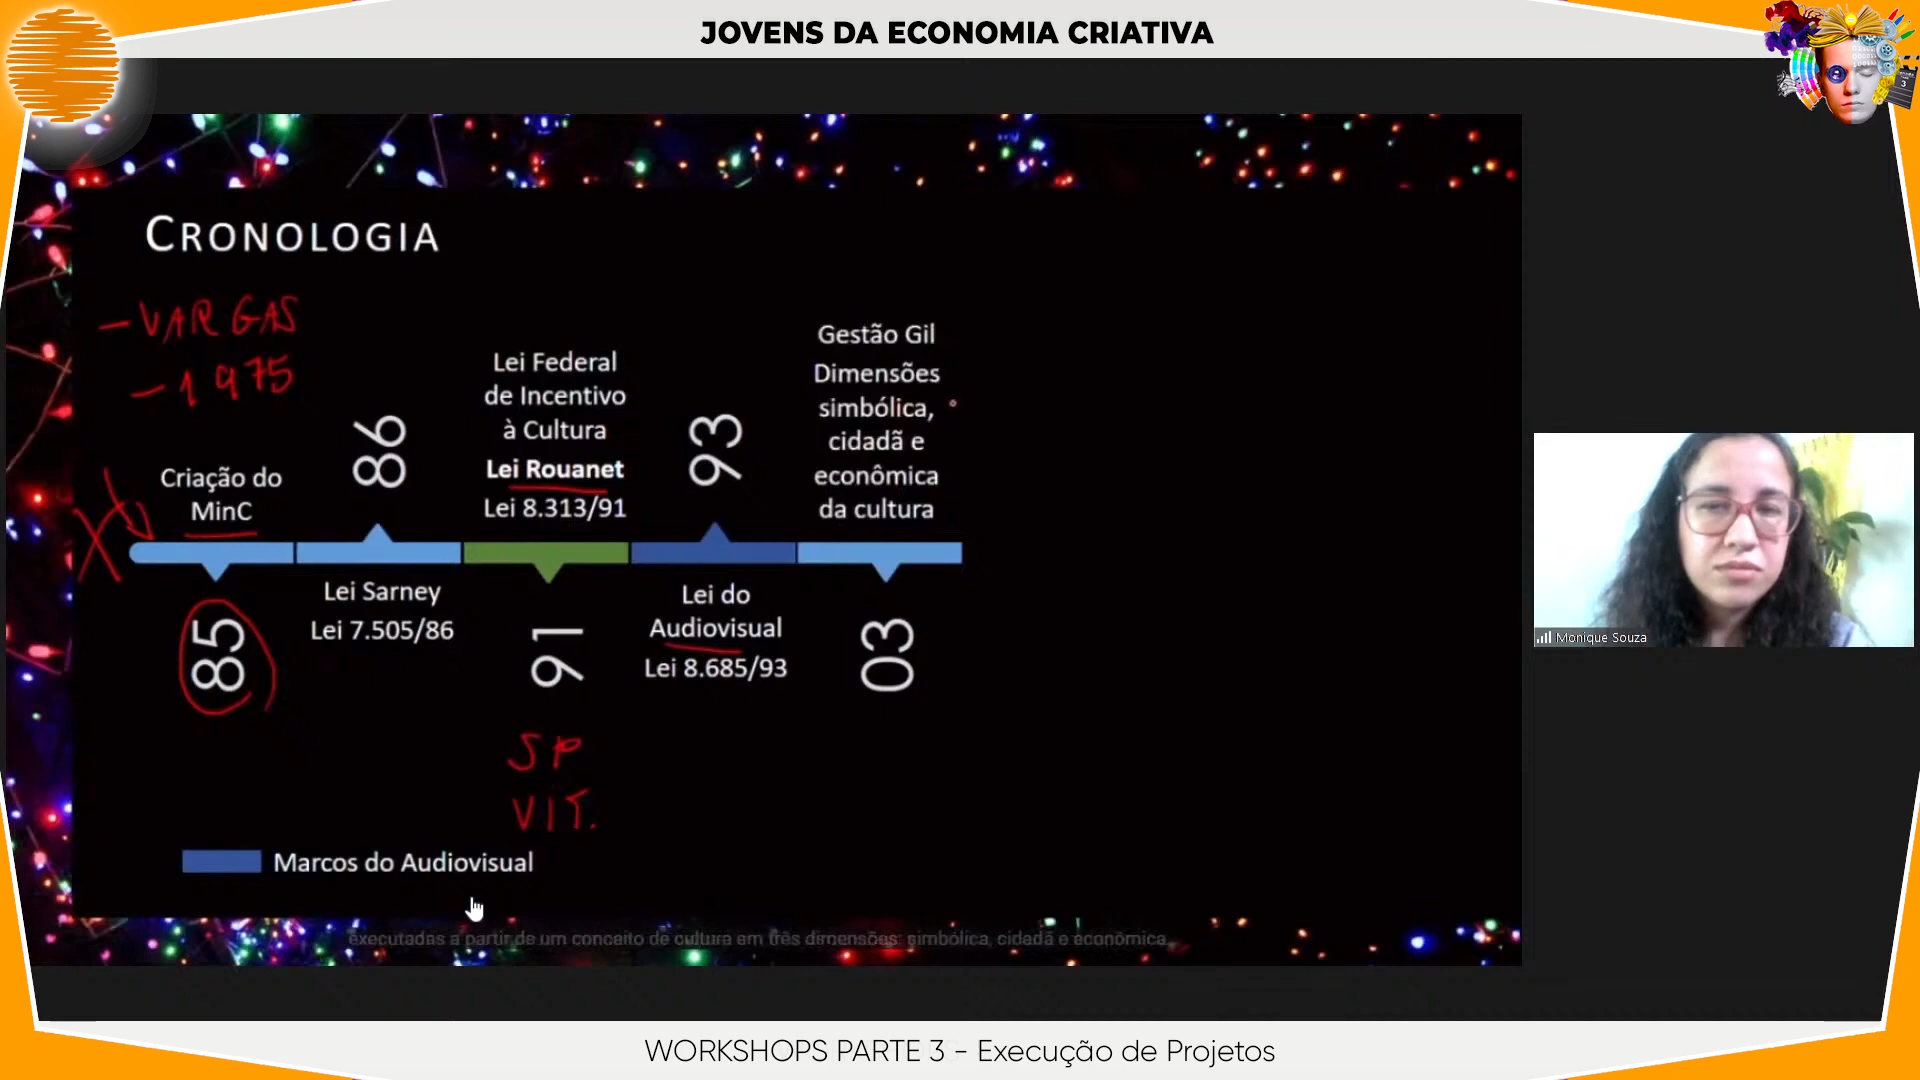 JOVENS DA ECONOMIA CRIATIVA
CRONOLOGIA
- VARGAS
- 1975
Criação do
MinC
85
86
Lei Sarney
Lei 7.505/86
Lei Federal
de Incentivo
à Cultura
Lei Rouanet
Lei 8.313/91
91
SP
VIT.
93
Lei do
Audiovisual
Lei 8.685/93
Gestão Gil
Dimensões
simbólica,
cidadã e
econômica
da cultura
03
Marcos do Audiovisual
executadas a partir de um conceito de cultura em três dimensões: simbólica, cidadã e econômica
Monique Souza
WORKSHOPS PARTE 3 - Execução de Projetos